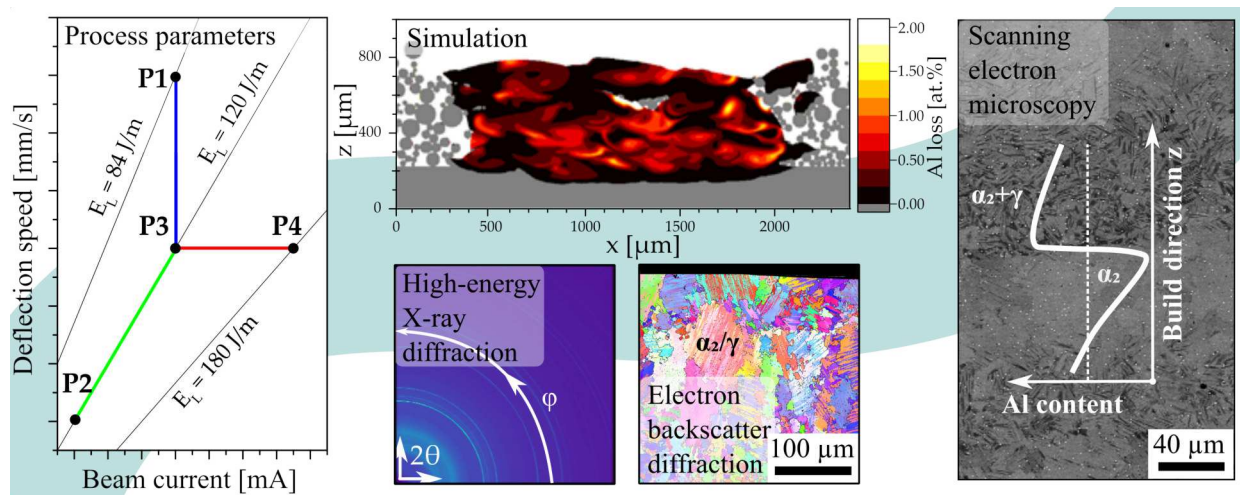 Process parameters
P1
E_L = 84 J/m
E_L = 120 J/m
P3
P4
P2
E_L = 180 J/m
Deflection speed [mm/s]
Beam current [mA]
Simulation
800
400
0
z [µm]
0
500
1000
1500
2000
x [µm]
2.00
1.50
1.00
0.50
0.00
Al loss [at.%]
High-energy
X-ray
diffraction
φ
2θ
α₂/γ
Electron
backscatter
diffraction
100 µm
Scanning
electron
microscopy
α₂+γ
α₂
Build direction z
Al content
40 µm